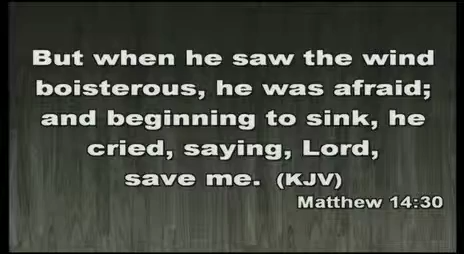 But when he saw the wind
boisterous, he was afraid;
and beginning to sink, he
cried, saying, Lord,
save me. (KJV)
Matthew 14:30